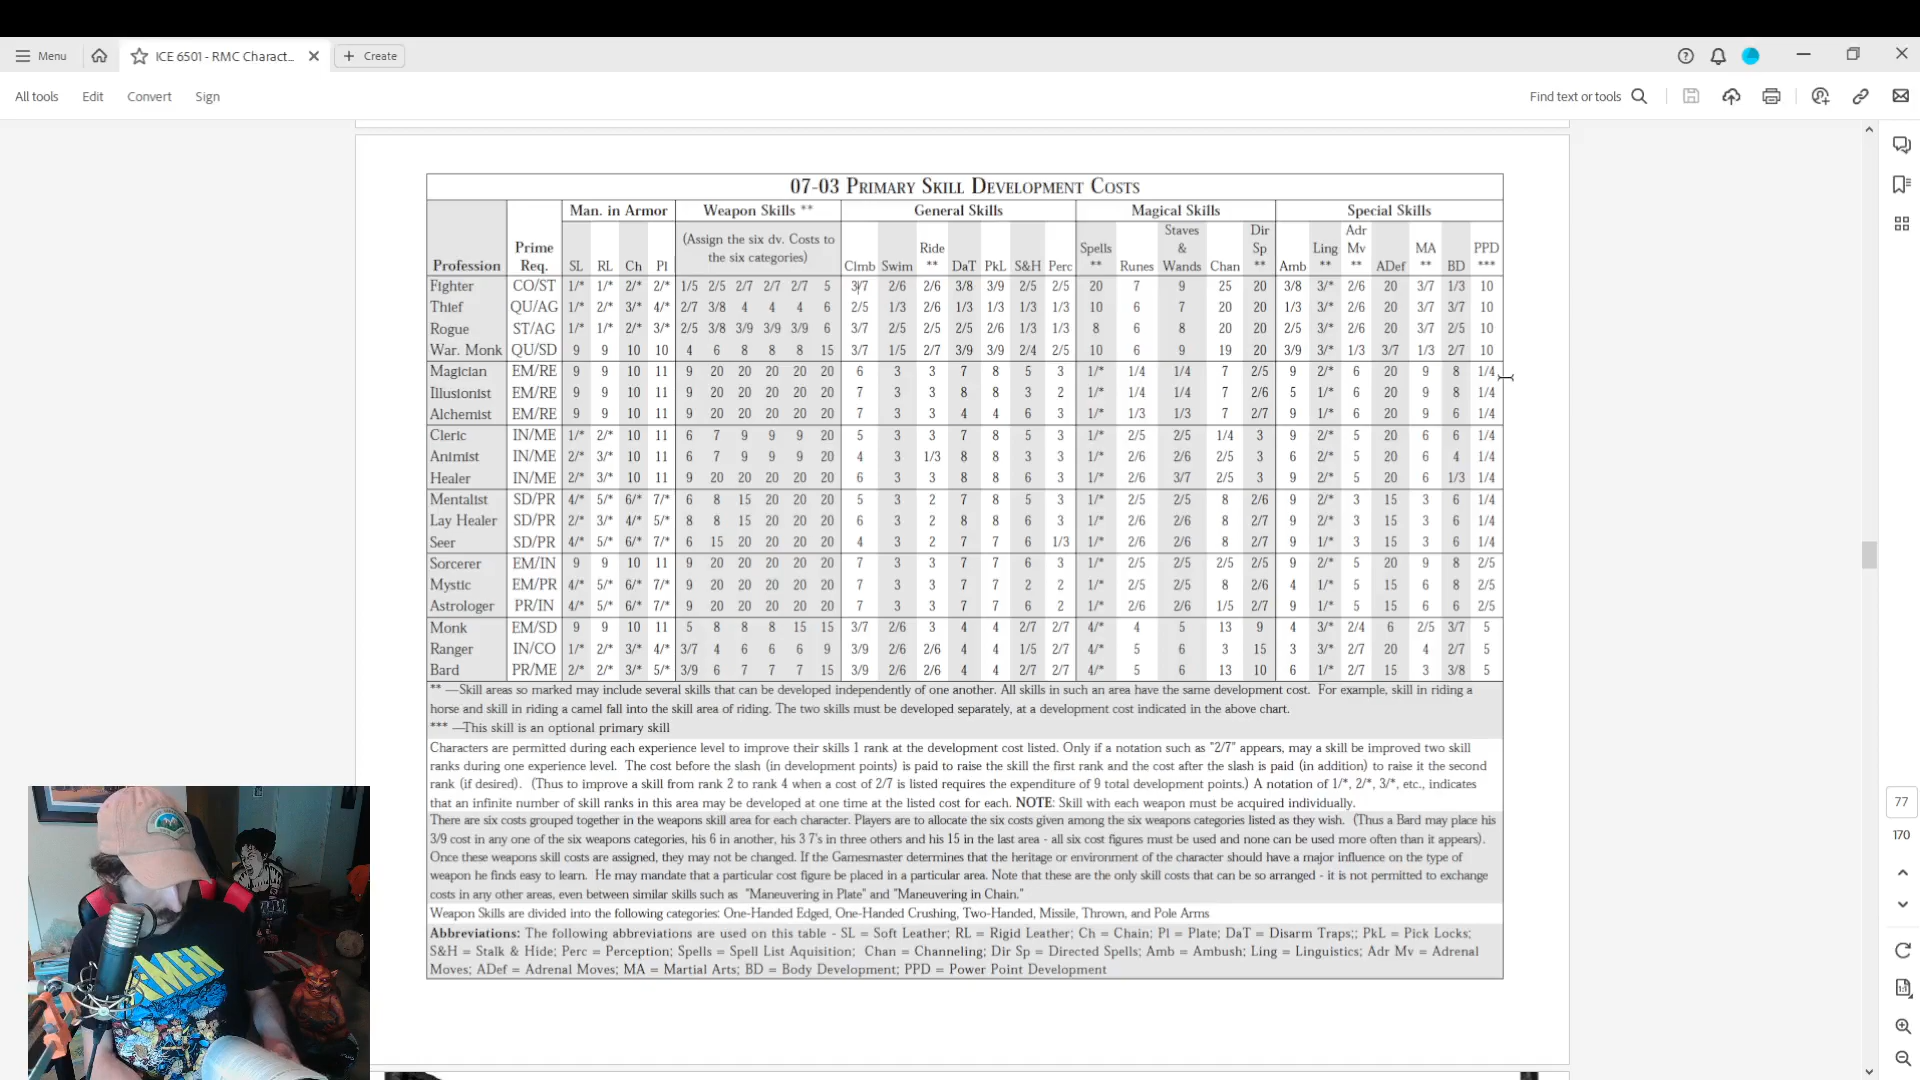 Menu
ICE 6501 - RMC Charact...
Create
All tools Edit Convert Sign
Find text or tools
07-03 Primary Skill Development Costs
Man. in Armor Weapon Skills ** General Skills Magical Skills Special Skills
(Assign the six dv. Costs to the six categories)
Profession Prime Req. SL RL Ch Pl Clmb Swim Ride ** DaT PkL S&H Perc Spells ** Runes Staves & Wands Chan Dir Sp ** Amb Ling ** Adr Mv ** ADef MA ** BD PPD ***
Fighter CO/ST 1/* 1/* 2/* 2/* 1/5 2/5 2/7 2/7 2/7 5 3/7 2/6 2/6 3/8 3/9 2/5 2/5 20 7 9 25 20 3/8 3/* 2/6 20 3/7 1/3 10
Thief QU/AG 1/* 2/* 3/* 4/* 2/7 3/8 4 4 4 6 2/5 1/3 2/6 1/3 1/3 1/3 1/3 10 6 7 20 20 1/3 3/* 2/6 20 3/7 3/7 10
Rogue ST/AG 1/* 1/* 2/* 3/* 2/5 3/8 3/9 3/9 3/9 6 3/7 2/5 2/5 2/5 2/6 1/3 1/3 8 6 8 20 20 2/5 3/* 2/6 20 3/7 2/5 10
War. Monk QU/SD 9 9 10 10 4 6 8 8 8 15 3/7 1/5 2/7 3/9 3/9 2/4 2/5 10 6 9 19 20 3/9 3/* 1/3 3/7 1/3 2/7 10
Magician EM/RE 9 9 10 11 9 20 20 20 20 20 6 3 3 7 8 5 3 1/* 1/4 1/4 7 2/5 9 2/* 6 20 9 8 1/4
Illusionist EM/RE 9 9 10 11 9 20 20 20 20 20 7 3 3 8 8 3 2 1/* 1/4 1/4 7 2/6 5 1/* 6 20 9 8 1/4
Alchemist EM/RE 9 9 10 11 9 20 20 20 20 20 7 3 3 4 4 6 3 1/* 1/3 1/3 7 2/7 9 1/* 6 20 9 6 1/4
Cleric IN/ME 1/* 2/* 10 11 6 7 9 9 9 20 5 3 3 7 8 5 3 1/* 2/5 2/5 1/4 3 9 2/* 5 20 6 6 1/4
Animist IN/ME 2/* 3/* 10 11 6 7 9 9 9 20 4 3 1/3 8 8 3 3 1/* 2/6 2/6 2/5 3 6 2/* 5 20 6 4 1/4
Healer IN/ME 2/* 3/* 10 11 9 20 20 20 20 20 6 3 3 8 8 6 3 1/* 2/6 3/7 2/5 3 9 2/* 5 20 6 1/3 1/4
Mentalist SD/PR 4/* 5/* 6/* 7/* 6 8 15 20 20 20 5 3 2 7 8 5 3 1/* 2/5 2/5 8 2/6 9 2/* 3 15 3 6 1/4
Lay Healer SD/PR 2/* 3/* 4/* 5/* 8 8 15 20 20 20 6 3 2 8 8 6 3 1/* 2/6 2/6 8 2/7 9 2/* 3 15 3 6 1/4
Seer SD/PR 4/* 5/* 6/* 7/* 6 15 20 20 20 20 4 3 2 7 7 6 1/3 1/* 2/6 2/6 8 2/7 9 1/* 3 15 3 6 1/4
Sorcerer EM/IN 9 9 10 11 9 20 20 20 20 20 7 3 3 7 7 6 3 1/* 2/5 2/5 2/5 2/5 9 2/* 5 20 9 8 2/5
Mystic EM/PR 4/* 5/* 6/* 7/* 9 20 20 20 20 20 7 3 3 7 7 2 2 1/* 2/5 2/5 8 2/6 4 1/* 5 15 6 8 2/5
Astrologer PR/IN 4/* 5/* 6/* 7/* 9 20 20 20 20 20 7 3 3 7 7 6 2 1/* 2/6 2/6 1/5 2/7 9 1/* 5 15 6 6 2/5
Monk EM/SD 9 9 10 11 5 8 8 8 15 15 3/7 2/6 3 4 4 2/7 2/7 4/* 4 5 13 9 4 3/* 2/4 6 2/5 3/7 5
Ranger IN/CO 1/* 2/* 3/* 4/* 3/7 4 6 6 6 9 3/9 2/6 2/6 4 4 1/5 2/7 4/* 5 6 3 15 3 3/* 2/7 20 4 2/7 5
Bard PR/ME 2/* 2/* 3/* 5/* 3/9 6 7 7 7 15 3/9 2/6 2/6 4 4 2/7 2/7 4/* 5 6 13 10 6 1/* 2/7 15 3 3/8 5
** —Skill areas so marked may include several skills that can be developed independently of one another. All skills in such an area have the same development cost. For example, skill in riding a
horse and skill in riding a camel fall into the skill area of riding. The two skills must be developed separately, at a development cost indicated in the above chart.
*** —This skill is an optional primary skill
Characters are permitted during each experience level to improve their skills 1 rank at the development cost listed. Only if a notation such as "2/7" appears, may a skill be improved two skill
ranks during one experience level. The cost before the slash (in development points) is paid to raise the skill the first rank and the cost after the slash is paid (in addition) to raise it the second
rank (if desired). (Thus to improve a skill from rank 2 to rank 4 when a cost of 2/7 is listed requires the expenditure of 9 total development points.) A notation of 1/*, 2/*, 3/*, etc., indicates
that an infinite number of skill ranks in this area may be developed at one time at the listed cost for each. NOTE: Skill with each weapon must be acquired individually.
There are six costs grouped together in the weapons skill area for each character. Players are to allocate the six costs given among the six weapons categories listed as they wish. (Thus a Bard may place his
3/9 cost in any one of the six weapons categories, his 6 in another, his 3 7's in three others and his 15 in the last area - all six cost figures must be used and none can be used more often than it appears).
Once these weapons skill costs are assigned, they may not be changed. If the Gamesmaster determines that the heritage or environment of the character should have a major influence on the type of
weapon he finds easy to learn. He may mandate that a particular cost figure be placed in a particular area. Note that these are the only skill costs that can be so arranged - it is not permitted to exchange
costs in any other areas, even between similar skills such as "Maneuvering in Plate" and "Maneuvering in Chain."
Weapon Skills are divided into the following categories: One-Handed Edged, One-Handed Crushing, Two-Handed, Missile, Thrown, and Pole Arms
Abbreviations: The following abbreviations are used on this table - SL = Soft Leather; RL = Rigid Leather; Ch = Chain; Pl = Plate; DaT = Disarm Traps;; PkL = Pick Locks;
S&H = Stalk & Hide; Perc = Perception; Spells = Spell List Aquisition; Chan = Channeling; Dir Sp = Directed Spells; Amb = Ambush; Ling = Linguistics; Adr Mv = Adrenal
Moves; ADef = Adrenal Moves; MA = Martial Arts; BD = Body Development; PPD = Power Point Development
77
170